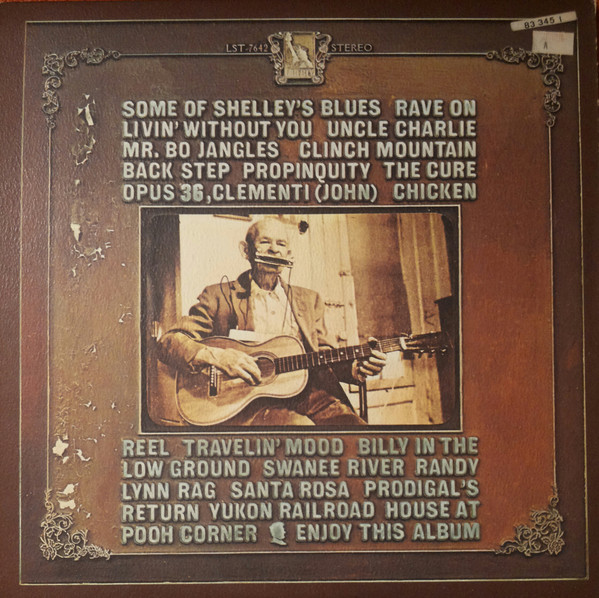 83 345 1
A
LST-7642 LIBERTY STEREO
SOME OF SHELLEY'S BLUES RAVE ON
LIVIN' WITHOUT YOU UNCLE CHARLIE
MR. BO JANGLES CLINCH MOUNTAIN
BACK STEP PROPINQUITY THE CURE
OPUS 36, CLEMENTI (JOHN) CHICKEN
REEL TRAVELIN' MOOD BILLY IN THE
LOW GROUND SWANEE RIVER RANDY
LYNN RAG SANTA ROSA PRODIGAL'S
RETURN YUKON RAILROAD HOUSE AT
POOH CORNER ENJOY THIS ALBUM